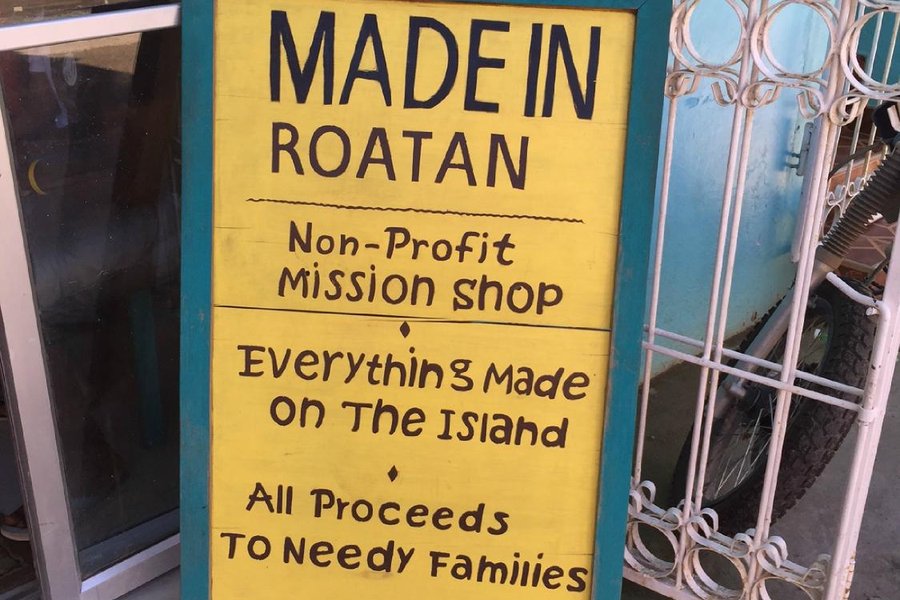 MADE IN
ROATAN
Non-Profit
Mission Shop
Everything Made
on The Island
All Proceeds
To Needy Families